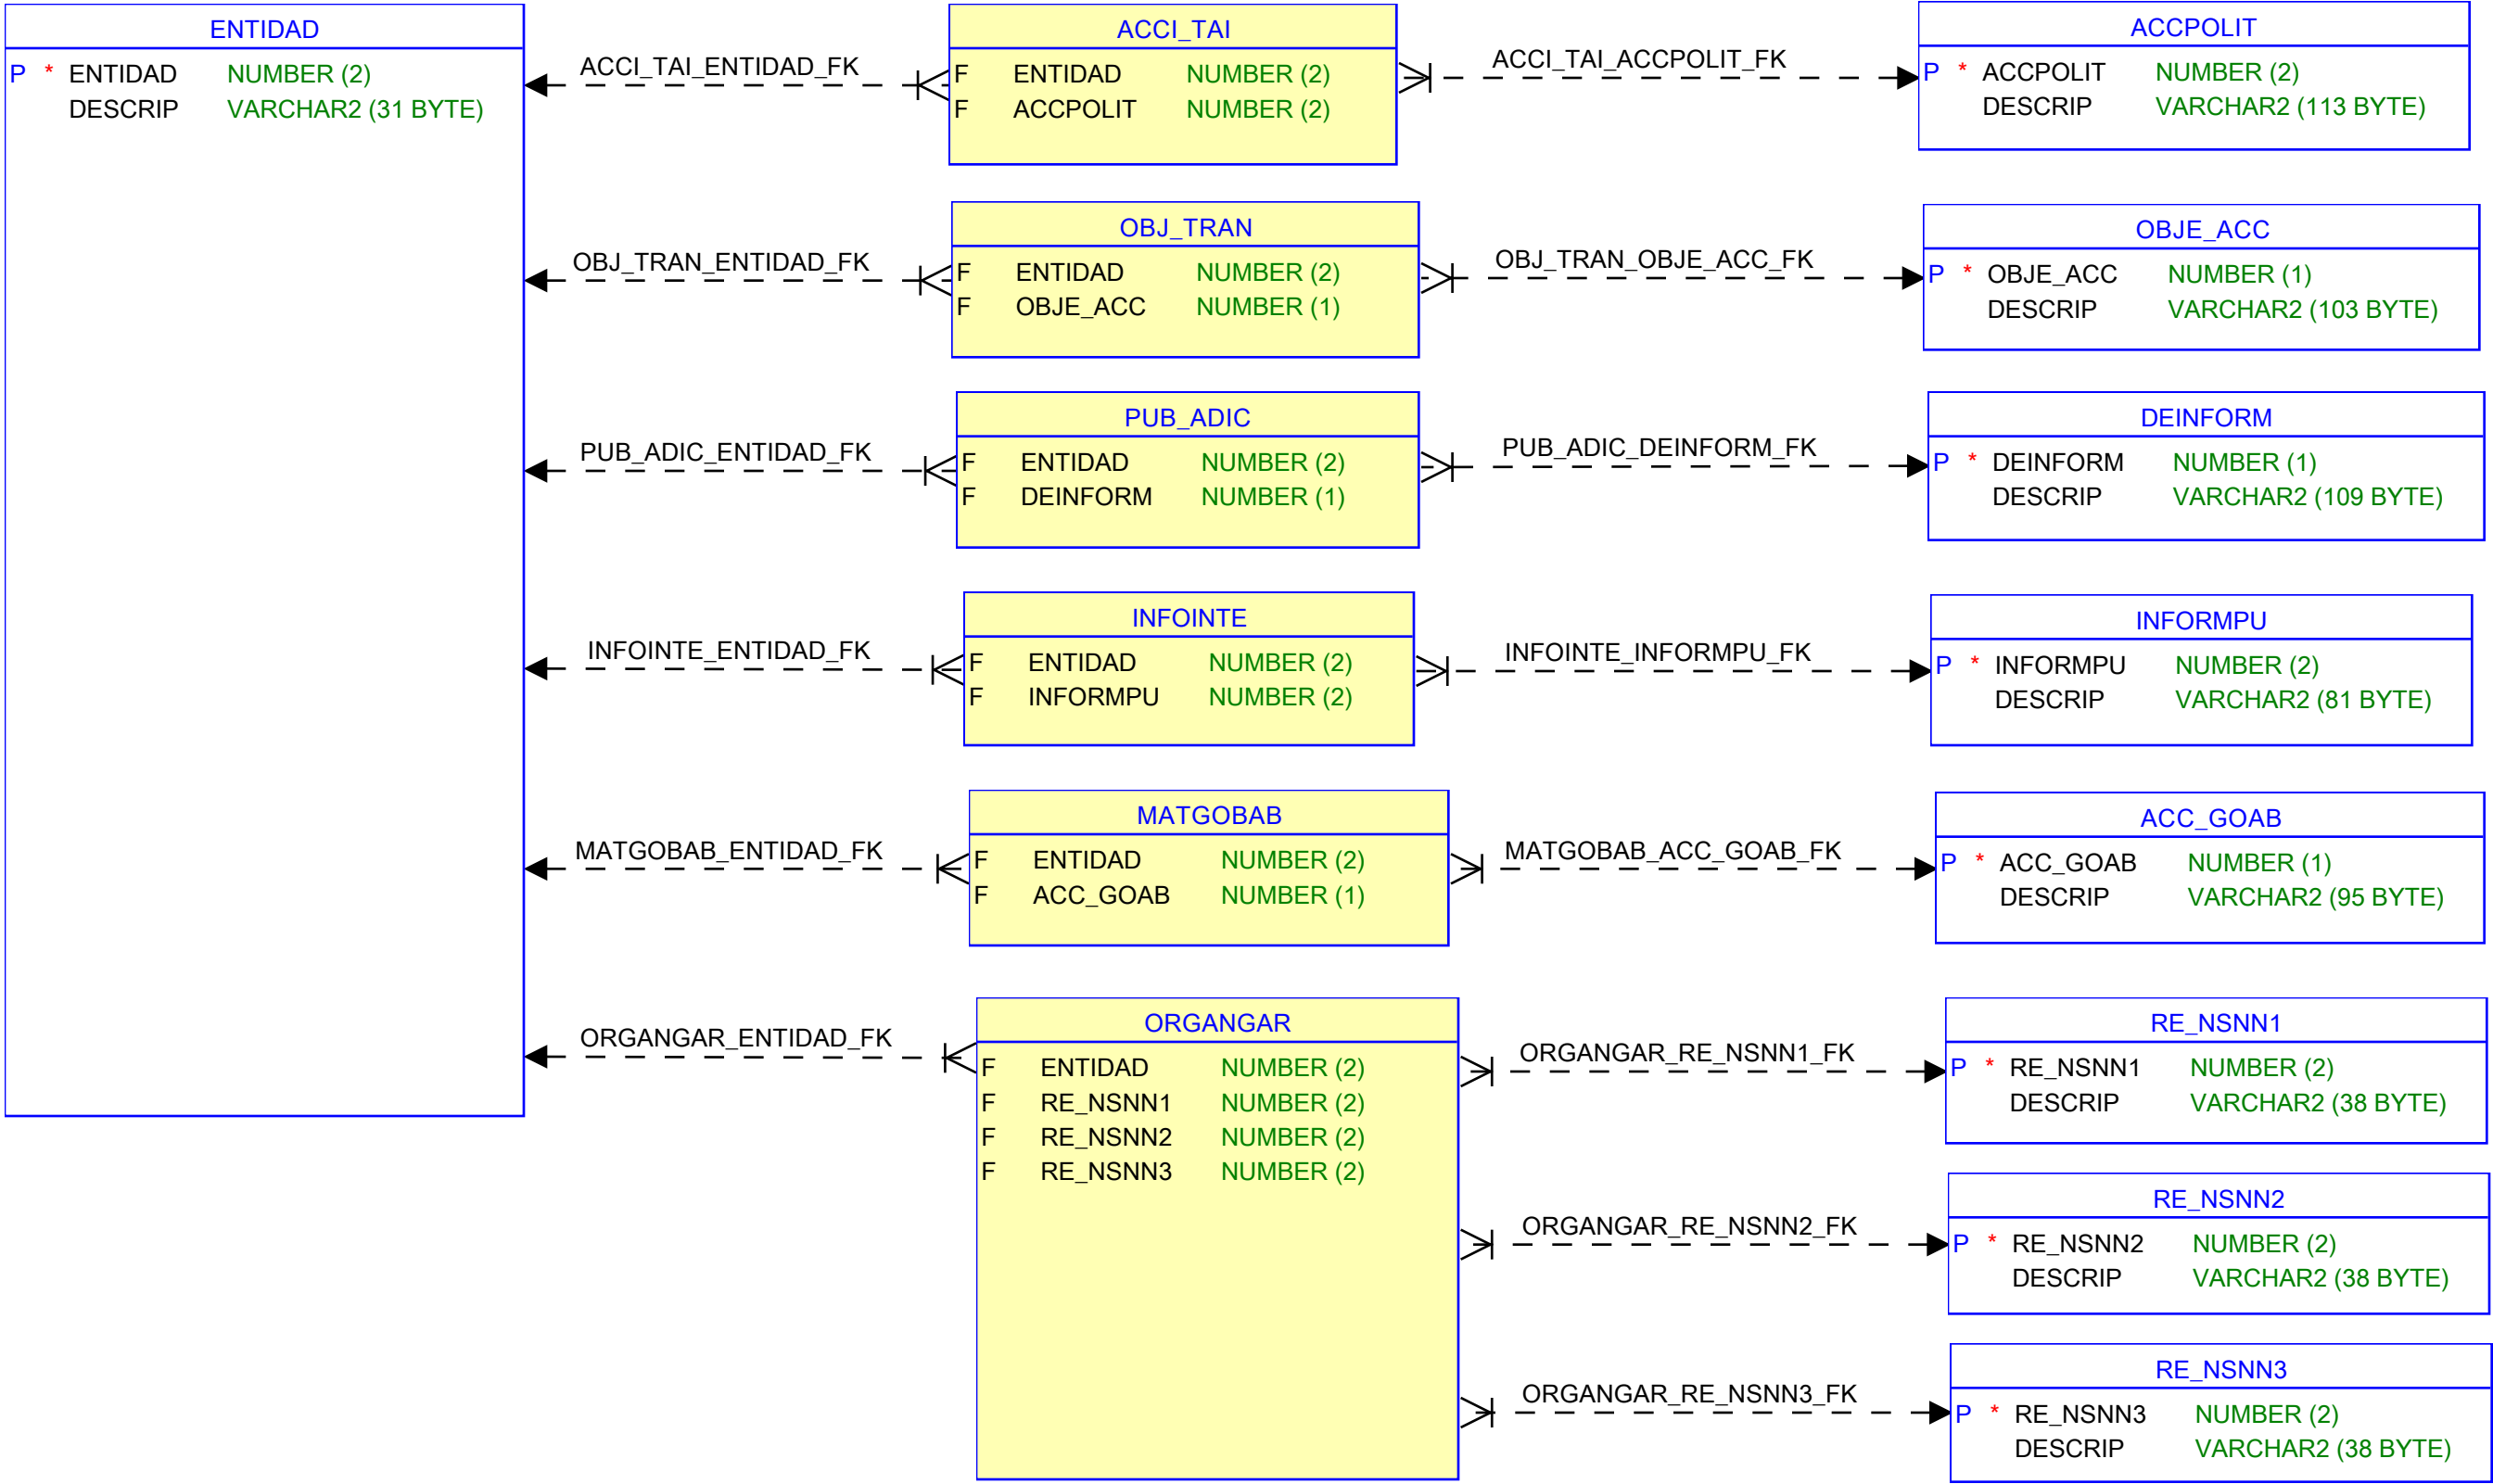 ENTIDAD
P * ENTIDAD NUMBER (2)
DESCRIP VARCHAR2 (31 BYTE)
ACCI_TAI_ENTIDAD_FK
ACCI_TAI
F ENTIDAD NUMBER (2)
F ACCPOLIT NUMBER (2)
ACCI_TAI_ACCPOLIT_FK
ACCPOLIT
P * ACCPOLIT NUMBER (2)
DESCRIP VARCHAR2 (113 BYTE)
OBJ_TRAN_ENTIDAD_FK
OBJ_TRAN
F ENTIDAD NUMBER (2)
F OBJE_ACC NUMBER (1)
OBJ_TRAN_OBJE_ACC_FK
OBJE_ACC
P * OBJE_ACC NUMBER (1)
DESCRIP VARCHAR2 (103 BYTE)
PUB_ADIC_ENTIDAD_FK
PUB_ADIC
F ENTIDAD NUMBER (2)
F DEINFORM NUMBER (1)
PUB_ADIC_DEINFORM_FK
DEINFORM
P * DEINFORM NUMBER (1)
DESCRIP VARCHAR2 (109 BYTE)
INFOINTE_ENTIDAD_FK
INFOINTE
F ENTIDAD NUMBER (2)
F INFORMPU NUMBER (2)
INFOINTE_INFORMPU_FK
INFORMPU
P * INFORMPU NUMBER (2)
DESCRIP VARCHAR2 (81 BYTE)
MATGOBAB_ENTIDAD_FK
MATGOBAB
F ENTIDAD NUMBER (2)
F ACC_GOAB NUMBER (1)
MATGOBAB_ACC_GOAB_FK
ACC_GOAB
P * ACC_GOAB NUMBER (1)
DESCRIP VARCHAR2 (95 BYTE)
ORGANGAR_ENTIDAD_FK
ORGANGAR
F ENTIDAD NUMBER (2)
F RE_NSNN1 NUMBER (2)
F RE_NSNN2 NUMBER (2)
F RE_NSNN3 NUMBER (2)
ORGANGAR_RE_NSNN1_FK
RE_NSNN1
P * RE_NSNN1 NUMBER (2)
DESCRIP VARCHAR2 (38 BYTE)
ORGANGAR_RE_NSNN2_FK
RE_NSNN2
P * RE_NSNN2 NUMBER (2)
DESCRIP VARCHAR2 (38 BYTE)
ORGANGAR_RE_NSNN3_FK
RE_NSNN3
P * RE_NSNN3 NUMBER (2)
DESCRIP VARCHAR2 (38 BYTE)